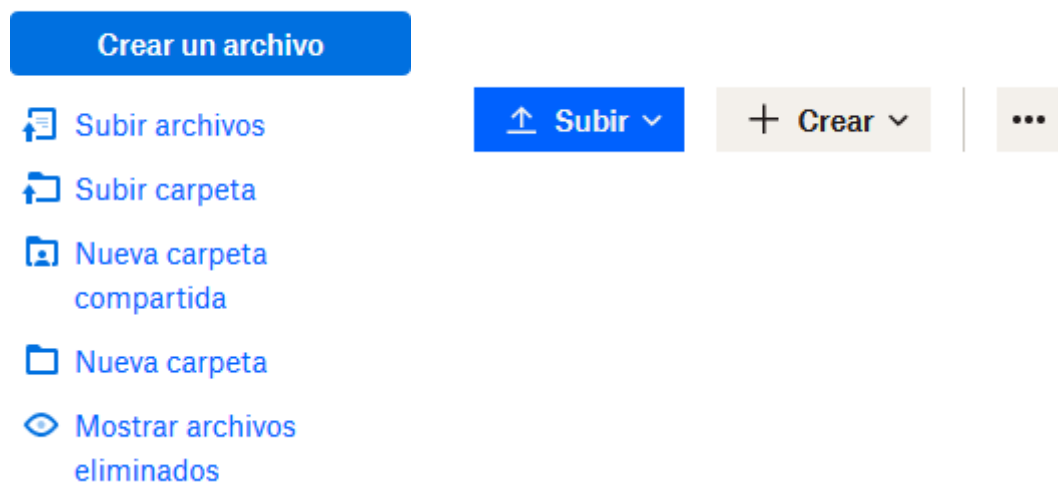 Crear un archivo
Subir archivos
Subir carpeta
Nueva carpeta
compartida
Nueva carpeta
Mostrar archivos
eliminados
Subir
Crear